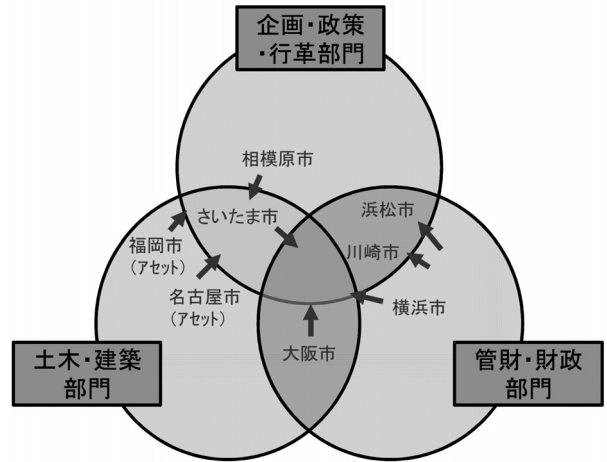 企画・政策
・行革部門
相模原市
さいたま市
浜松市
福岡市
（アセット）
川崎市
名古屋市
（アセット）
横浜市
大阪市
土木・建築
部門
管財・財政
部門